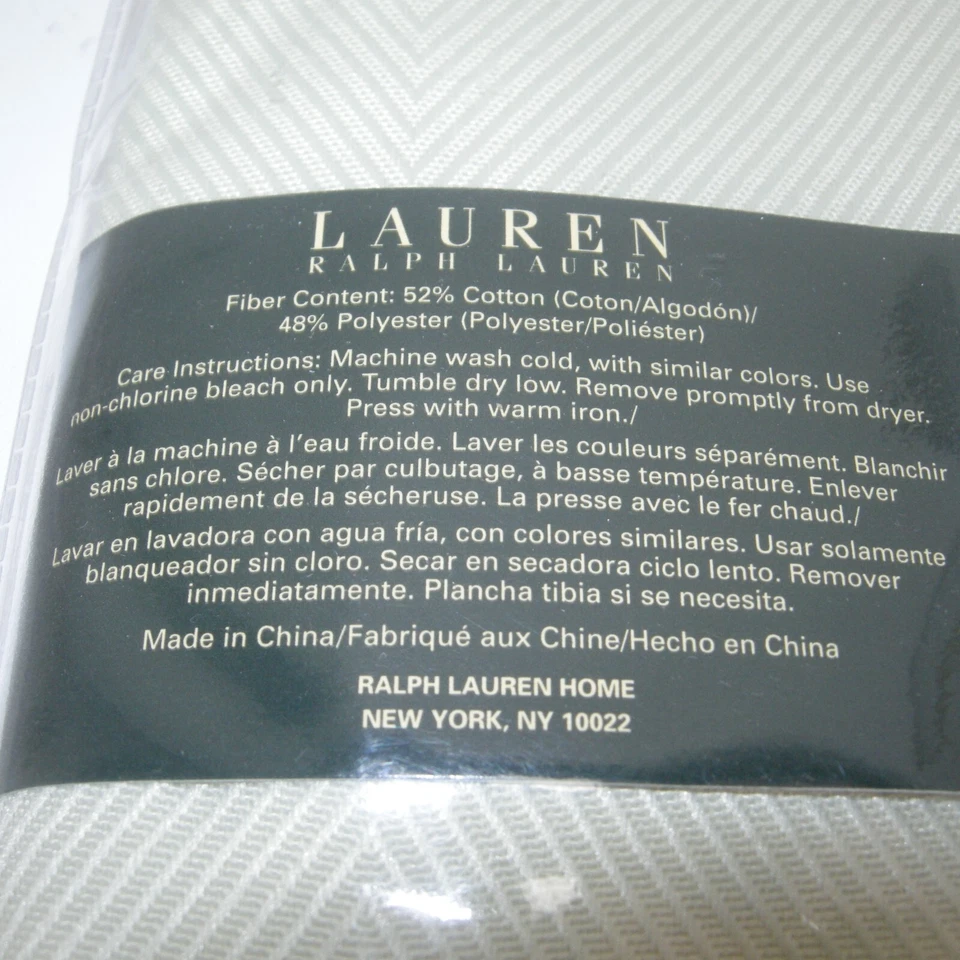 LAUREN
RALPH LAUREN
Fiber Content: 52% Cotton (Coton/Algodón)/
48% Polyester (Polyester/Poliéster)
Care Instructions: Machine wash cold, with similar colors. Use
non-chlorine bleach only. Tumble dry low. Remove promptly from dryer.
Press with warm iron./
Laver à la machine à l'eau froide. Laver les couleurs séparément. Blanchir
sans chlore. Sécher par culbutage, à basse température. Enlever
rapidement de la sécheruse. La presse avec le fer chaud./
Lavar en lavadora con agua fría, con colores similares. Usar solamente
blanqueador sin cloro. Secar en secadora ciclo lento. Remover
inmediatamente. Plancha tibia si se necesita.
Made in China/Fabriqué aux Chine/Hecho en China
RALPH LAUREN HOME
NEW YORK, NY 10022